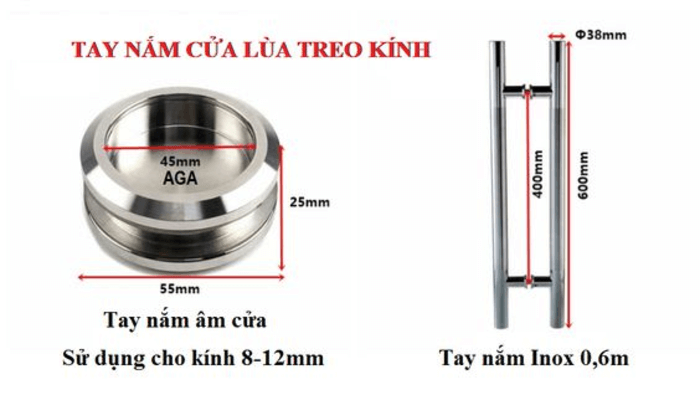 TAY NẮM CỬA LÙA TREO KÍNH
Φ38mm
45mm
AGA
25mm
55mm
400mm
600mm
Tay nắm âm cửa
Sử dụng cho kính 8-12mm
Tay nắm Inox 0,6m